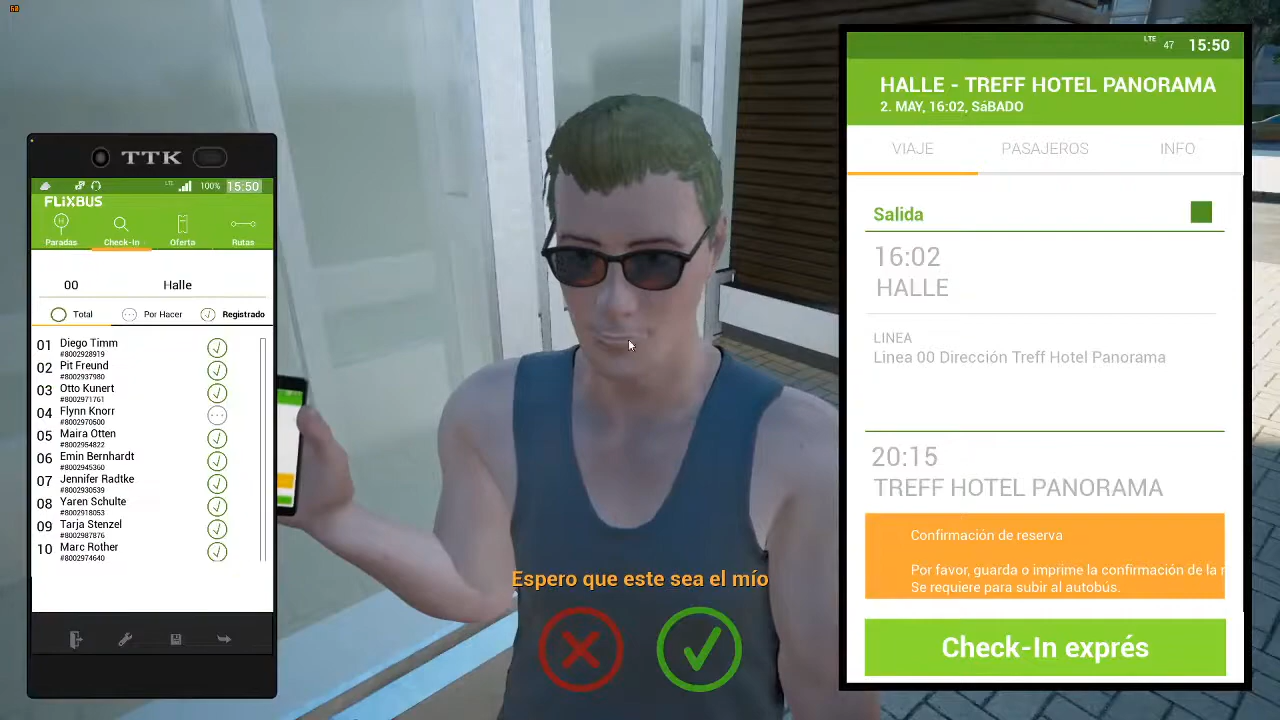 TTK
LTE 100% 15:50
FLiXBUS
Paradas Check-In Oferta Rutas
00 Halle
Total Por Hacer Registrado
01 Diego Timm
#8002928919
02 Pit Freund
#8002937980
03 Otto Kunert
#8002971761
04 Flynn Knorr
#8002970500
05 Maira Otten
#8002954822
06 Emin Bernhardt
#8002945360
07 Jennifer Radtke
#8002930539
08 Yaren Schulte
#8002918053
09 Tarja Stenzel
#8002987876
10 Marc Rother
#8002974640
Espero que este sea el mío
LTE 47 15:50
HALLE - TREFF HOTEL PANORAMA
2. MAY, 16:02, SáBADO
VIAJE PASAJEROS INFO
Salida
16:02
HALLE
LINEA
Linea 00 Dirección Treff Hotel Panorama
20:15
TREFF HOTEL PANORAMA
Confirmación de reserva
Por favor, guarda o imprime la confirmación de la r
Se requiere para subir al autobús.
Check-In exprés